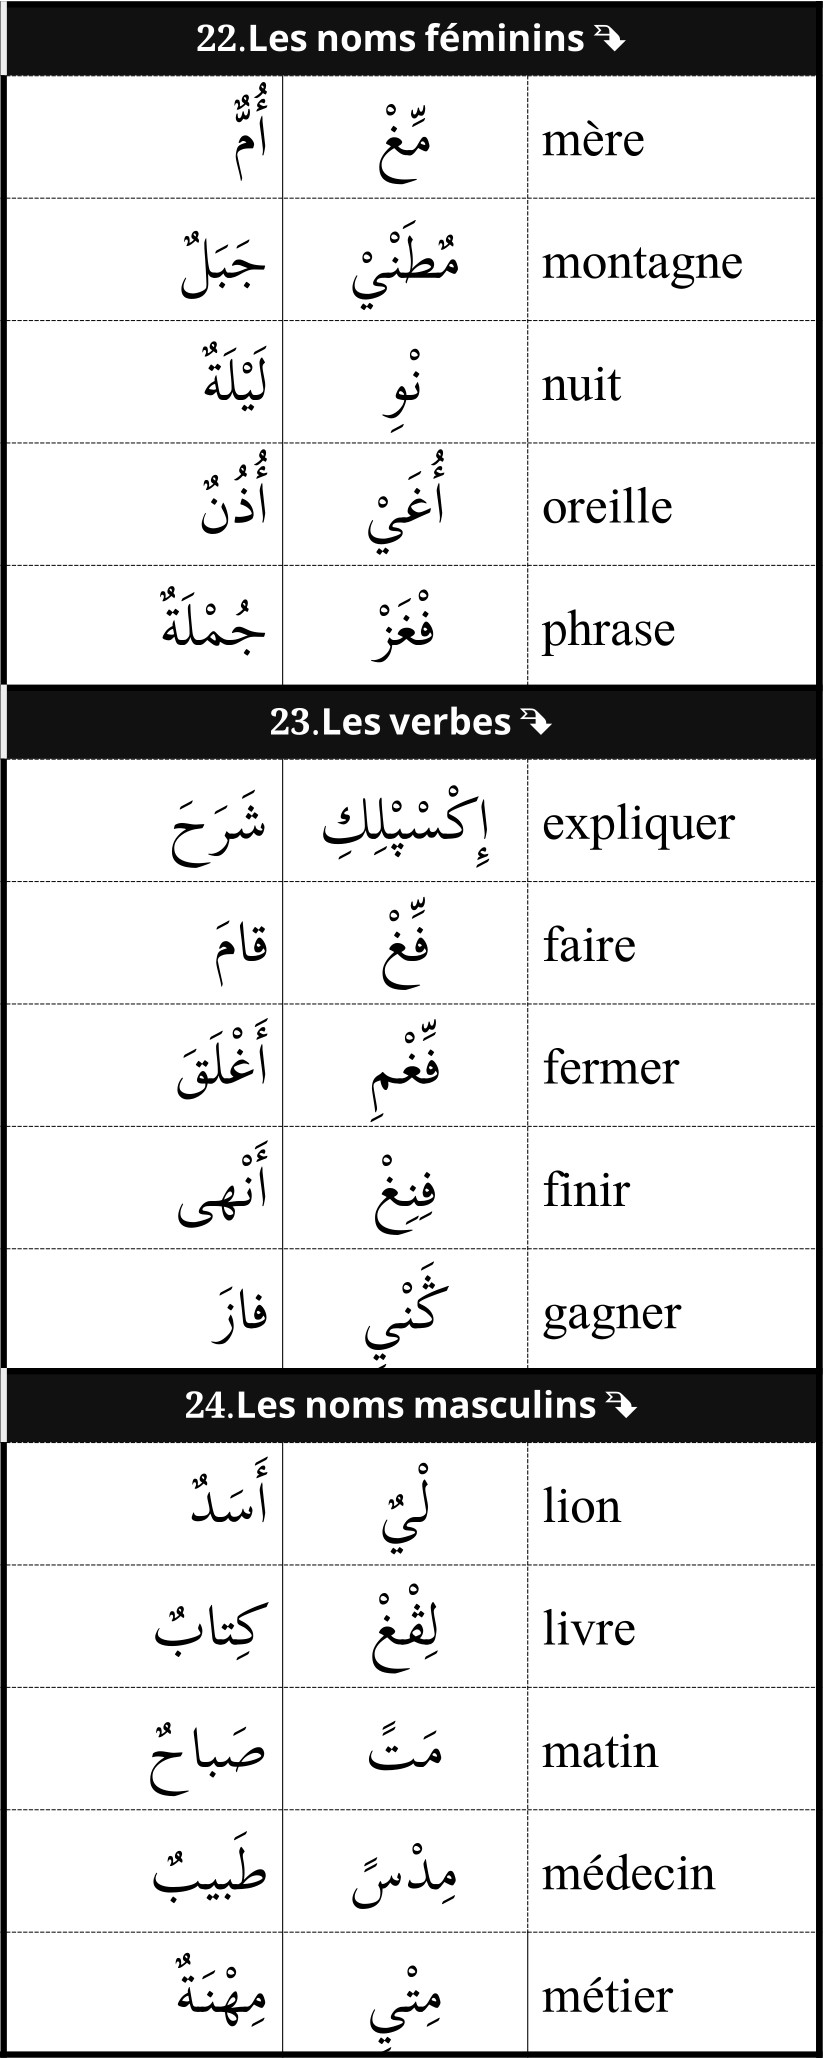 22.Les noms féminins
أُمٌّ مِّغْ mère
جَبَلٌ مٌطَنْيْ montagne
لَيْلَةٌ نْوِ nuit
أُذُنٌ أُغَيْ oreille
جُمْلَةٌ فْغَزْ phrase
23.Les verbes
شَرَحَ إِكْسْپْلِكِ expliquer
قامَ فِّغْ faire
أَغْلَقَ فِّغْمِ fermer
أَنْهى فِنِغْ finir
فازَ ڭَنْيِ gagner
24.Les noms masculins
أَسَدٌ لْيٌ lion
كِتابٌ لِڤْغْ livre
صَباحٌ مَتً matin
طَبيبٌ مِدْسً médecin
مِهْنَةٌ مِتْيِ métier